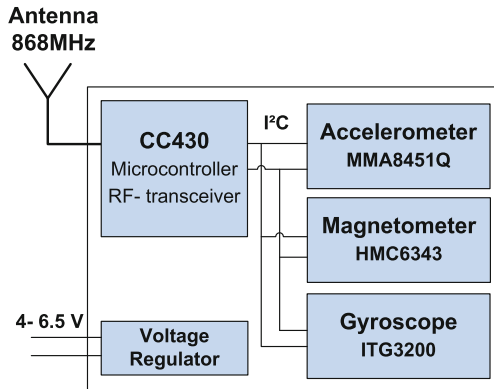 Antenna
868MHz
CC430
Microcontroller
RF- transceiver
I²C
Accelerometer
MMA8451Q
Magnetometer
HMC6343
4- 6.5 V
Voltage
Regulator
Gyroscope
ITG3200